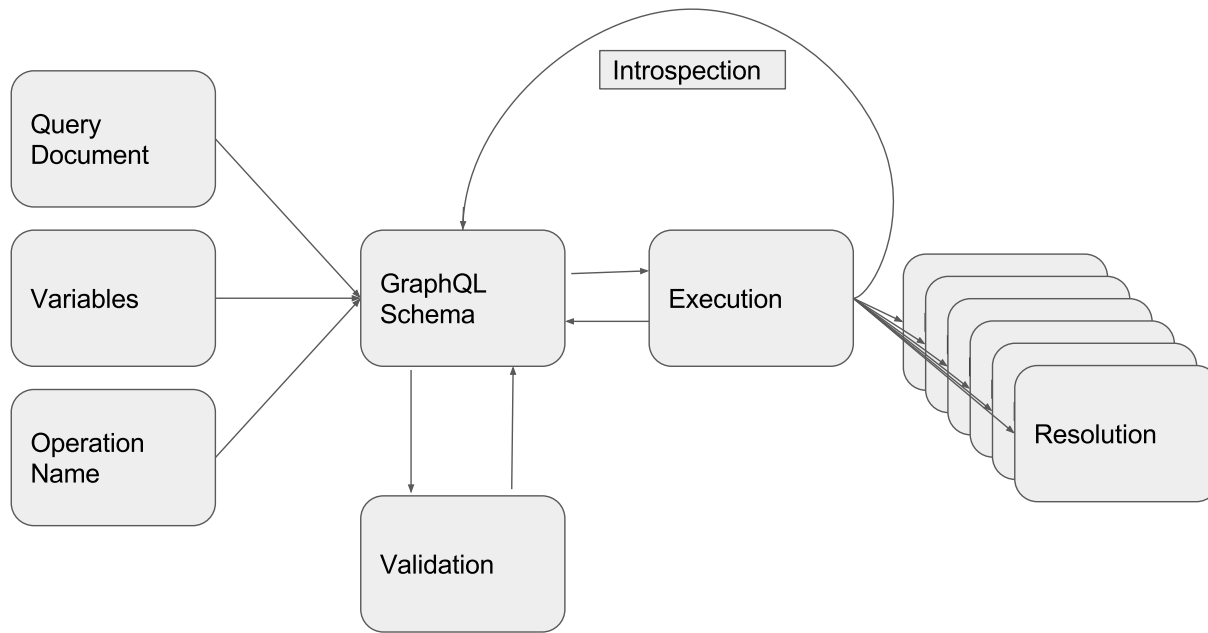 Introspection
Query
Document
Variables
GraphQL
Schema
Execution
Operation
Name
Resolution
Validation